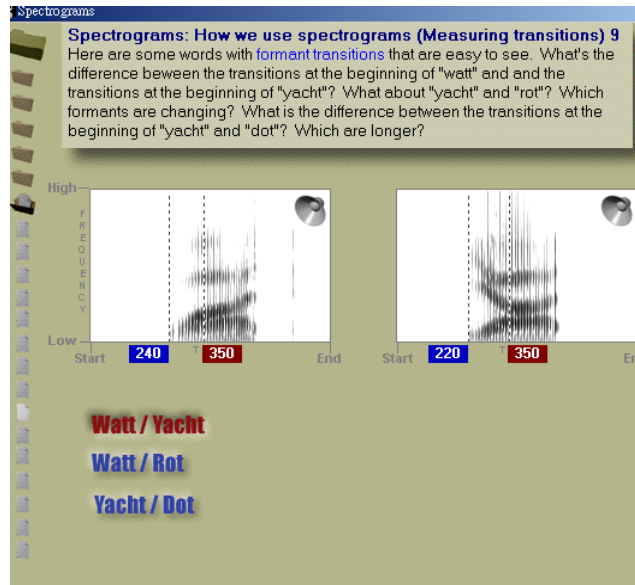 Spectrograms
Spectrograms: How we use spectrograms (Measuring transitions) 9
Here are some words with formant transitions that are easy to see. What's the
difference beween the transitions at the beginning of "watt" and and the
transitions at the beginning of "yacht"? What about "yacht" and "rot"? Which
formants are changing? What is the difference between the transitions at the
beginning of "yacht" and "dot"? Which are longer?
High
FREQUENCY
Low
Start 240 T 350 End
Start 220 T 350 Er
Watt / Yacht
Watt / Rot
Yacht / Dot